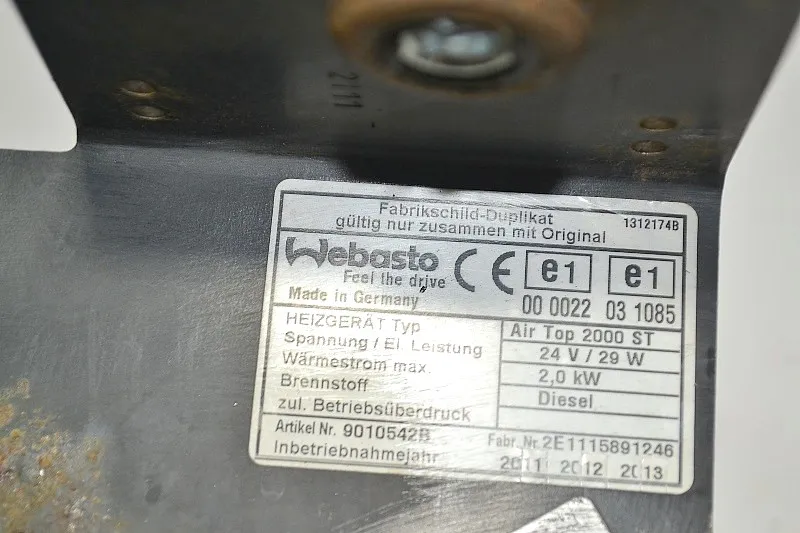 2111
Fabrikschild-Duplikat
gültig nur zusammen mit Original
1312174B
Webasto
Feel the drive
Made in Germany
CE
e1
00 0022
e1
03 1085
HEIZGERÄT Typ
Air Top 2000 ST
Spannung / El. Leistung
24 V / 29 W
Wärmestrom max.
2,0 kW
Brennstoff
Diesel
zul. Betriebsüberdruck
Artikel Nr. 9010542B
Fabr. Nr. 2E1115891246
Inbetriebnahmejahr
2011 2012 2013